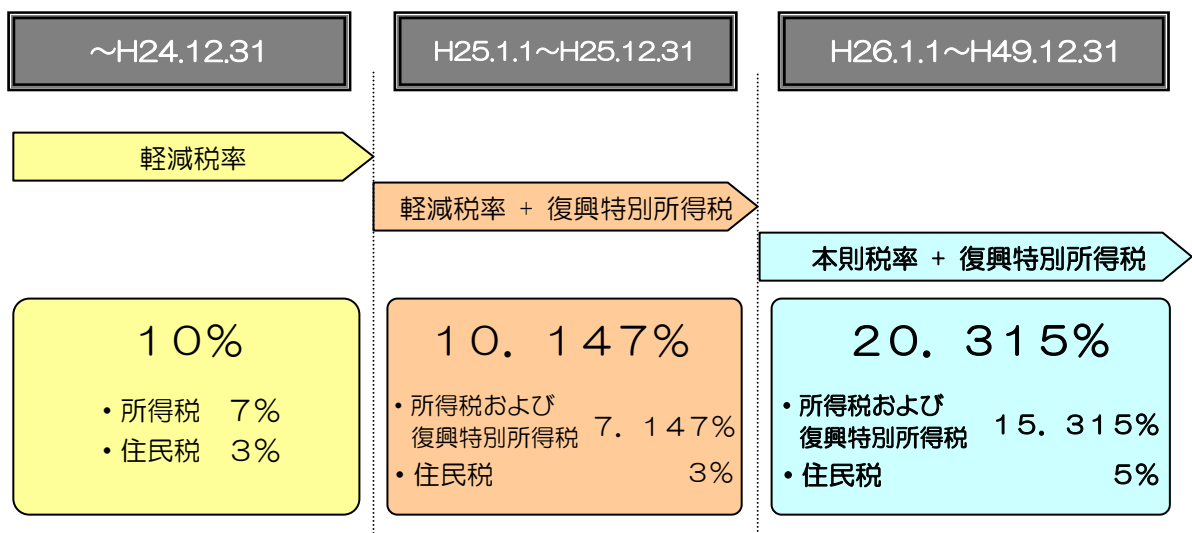 ～H24.12.31
H25.1.1～H25.12.31
H26.1.1～H49.12.31
軽減税率
軽減税率 + 復興特別所得税
本則税率 + 復興特別所得税
１０％
・所得税　７％
・住民税　３％
１０．１４７％
・所得税および
復興特別所得税　７．１４７％
・住民税　３％
２０．３１５％
・所得税および
復興特別所得税　１５．３１５％
・住民税　５％